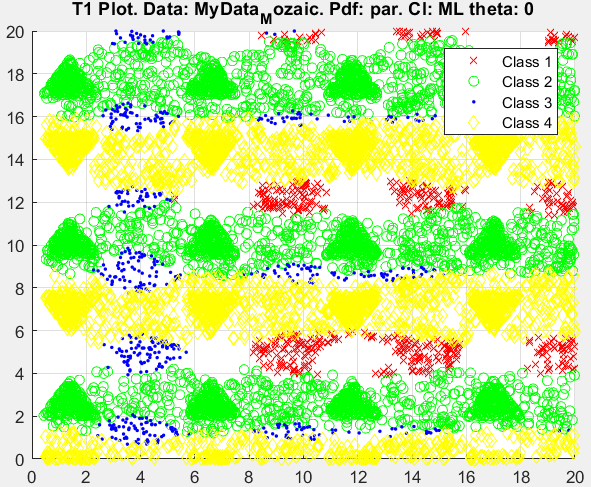 T1 Plot. Data: MyData_Mozaic. Pdf: par. Cl: ML theta: 0
20
18
16
14
12
10
8
6
4
2
0
Class 1
Class 2
Class 3
Class 4
0 2 4 6 8 10 12 14 16 18 20